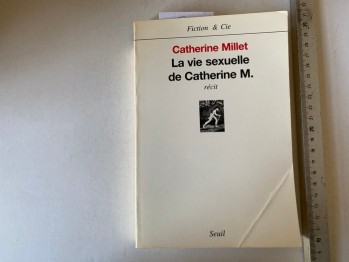 Fiction & Cie
Catherine Millet
La vie sexuelle
de Catherine M.
récit
Seuil